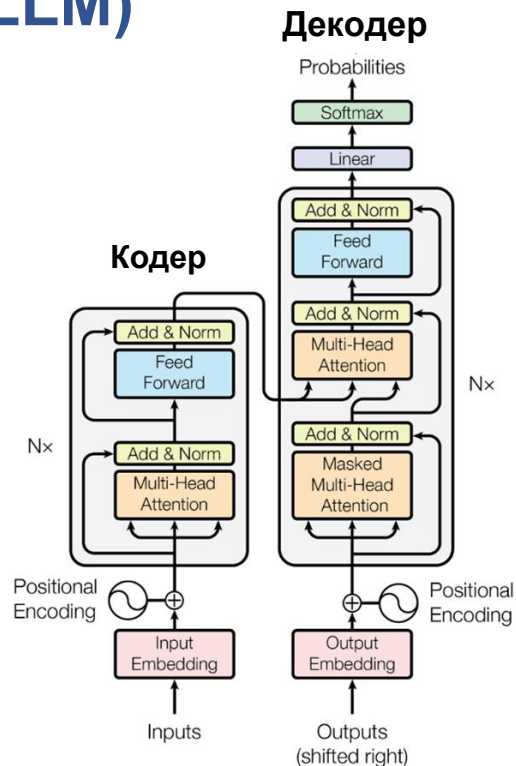 LLM)
Декодер
Probabilities
Softmax
Linear
Add & Norm
Feed
Forward
Add & Norm
Multi-Head
Attention
Nx
Add & Norm
Masked
Multi-Head
Attention
Positional
Encoding
Output
Embedding
Outputs
(shifted right)
Кодер
Add & Norm
Feed
Forward
Nx
Add & Norm
Multi-Head
Attention
Positional
Encoding
Input
Embedding
Inputs